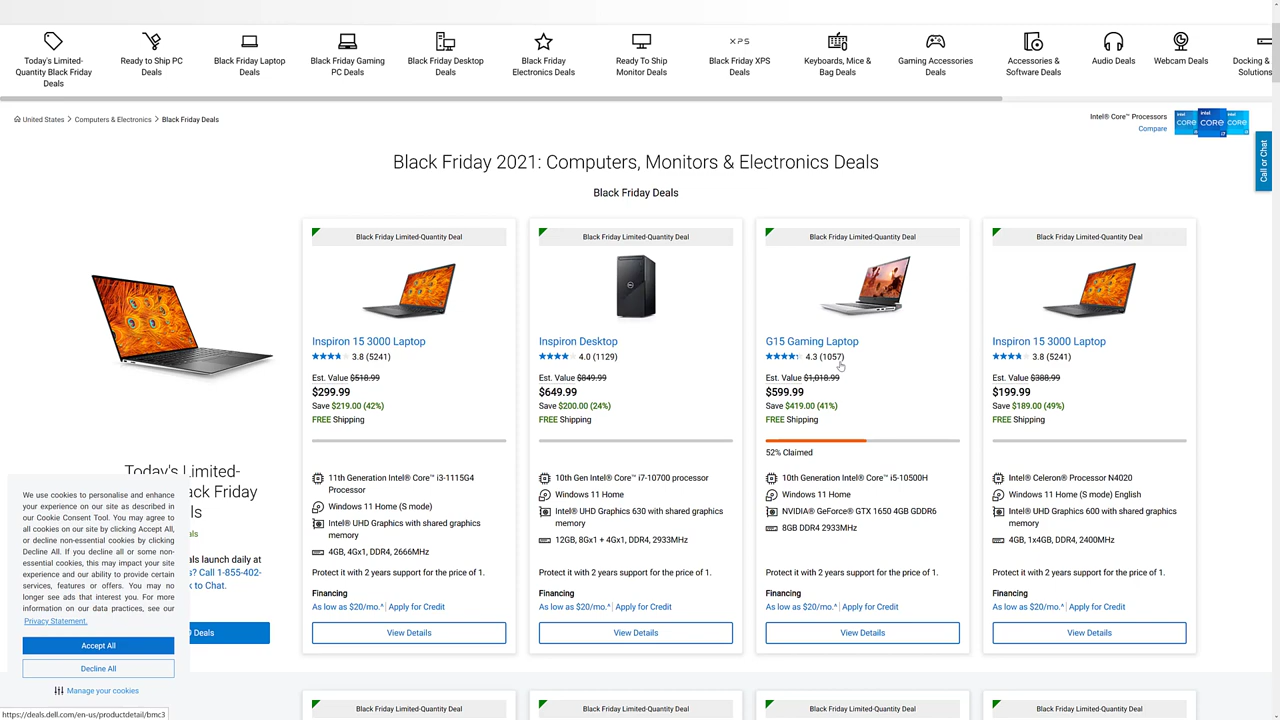 Today's Limited-
Quantity Black Friday
Deals
Ready to Ship PC
Deals
Black Friday Laptop
Deals
Black Friday Gaming
PC Deals
Black Friday Desktop
Deals
Black Friday
Electronics Deals
Ready To Ship
Monitor Deals
XPS
Black Friday XPS
Deals
Keyboards, Mice &
Bag Deals
Gaming Accessories
Deals
Accessories &
Software Deals
Audio Deals
Webcam Deals
Docking &
Solutions
United States > Computers & Electronics > Black Friday Deals
Intel® Core™ Processors
Compare
intel
CORE
i7
intel
CORE
Call or Chat
Black Friday 2021: Computers, Monitors & Electronics Deals
Black Friday Deals
Black Friday Limited-Quantity Deal
Inspiron 15 3000 Laptop
3.8 (5241)
Est. Value $518.99
$299.99
Save $219.00 (42%)
FREE Shipping
11th Generation Intel® Core™ i3-1115G4
Processor
Windows 11 Home (S mode)
Intel® UHD Graphics with shared graphics
memory
4GB, 4Gx1, DDR4, 2666MHz
Protect it with 2 years support for the price of 1.
Financing
As low as $20/mo.^ | Apply for Credit
View Details
Black Friday Limited-Quantity Deal
Inspiron Desktop
4.0 (1129)
Est. Value $849.99
$649.99
Save $200.00 (24%)
FREE Shipping
10th Gen Intel® Core™ i7-10700 processor
Windows 11 Home
Intel® UHD Graphics 630 with shared graphics
memory
12GB, 8Gx1 + 4Gx1, DDR4, 2933MHz
Protect it with 2 years support for the price of 1.
Financing
As low as $20/mo.^ | Apply for Credit
View Details
Black Friday Limited-Quantity Deal
G15 Gaming Laptop
4.3 (1057)
Est. Value $1,018.99
$599.99
Save $419.00 (41%)
FREE Shipping
52% Claimed
10th Generation Intel® Core™ i5-10500H
Windows 11 Home
NVIDIA® GeForce® GTX 1650 4GB GDDR6
8GB DDR4 2933MHz
Protect it with 2 years support for the price of 1.
Financing
As low as $20/mo.^ | Apply for Credit
View Details
Black Friday Limited-Quantity Deal
Inspiron 15 3000 Laptop
3.8 (5241)
Est. Value $388.99
$199.99
Save $189.00 (49%)
FREE Shipping
Intel® Celeron® Processor N4020
Windows 11 Home (S mode) English
Intel® UHD Graphics 600 with shared graphics
memory
4GB, 1x4GB, DDR4, 2400MHz
Protect it with 2 years support for the price of 1.
Financing
As low as $20/mo.^ | Apply for Credit
View Details
Today's Limited-
ack Friday
ls
als
als launch daily at
s? Call 1-855-402-
k to Chat.
Deals
We use cookies to personalise and enhance
your experience on our site as described in
our Cookie Consent Tool. You may agree to
all cookies on our site by clicking Accept All,
or decline non-essential cookies by clicking
Decline All. If you decline all or some non-
essential cookies, this may impact your site
experience and our ability to provide certain
services, features or offers. You may no
longer see ads that interest you. For more
information on our data practices, see our
Privacy Statement.
Accept All
Decline All
Manage your cookies
https://deals.dell.com/en-us/productdetail/bmc3
Black Friday Limited-Quantity Deal
Black Friday Limited-Quantity Deal
Black Friday Limited-Quantity Deal
Black Friday Limited-Quantity Deal